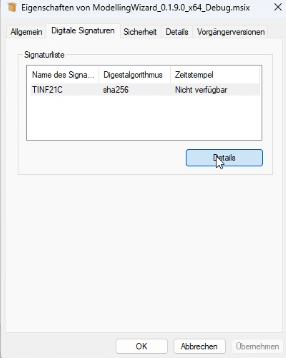 Eigenschaften von ModellingWizard_0.1.9.0_x64_Debug.msix
Allgemein Digitale Signaturen Sicherheit Details Vorgängerversionen
Signaturliste
Name des Signa... Digestalgorithmus Zeitstempel
TINF21C sha256 Nicht verfügbar
Details
OK Abbrechen Übernehmen